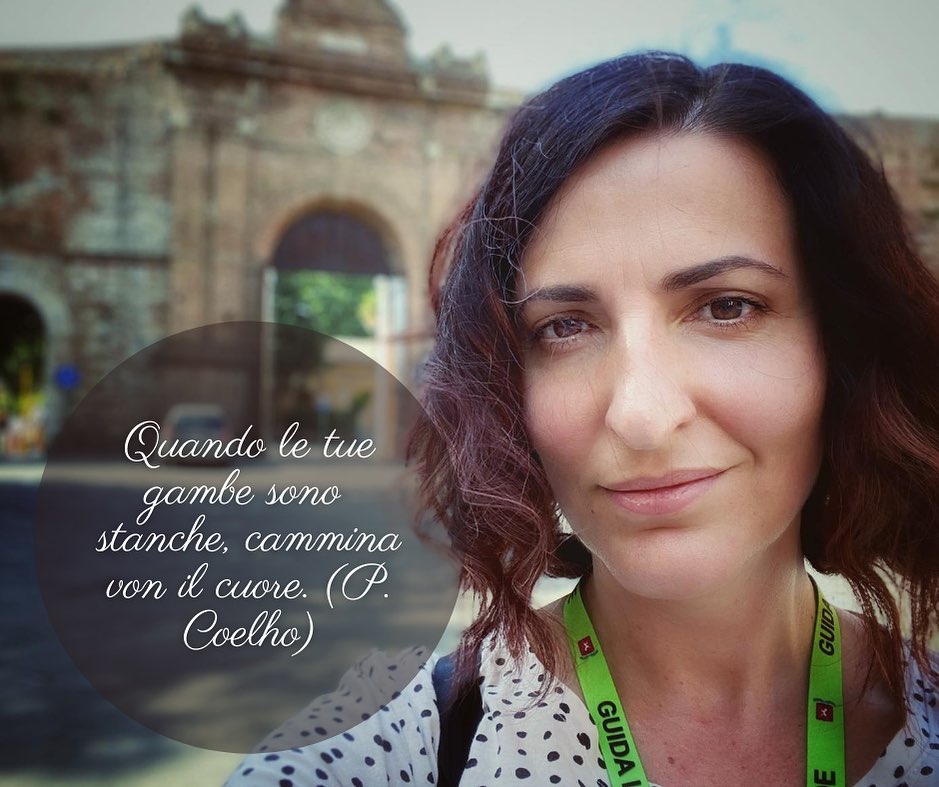 Quando le tue
gambe sono
stanche, cammina
von il cuore. (P.
Coelho)
GUIDA
GUIDA